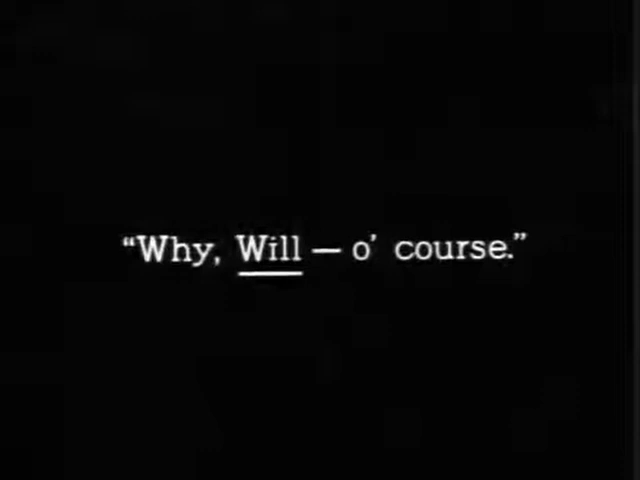 “Why, Will — o’ course.”